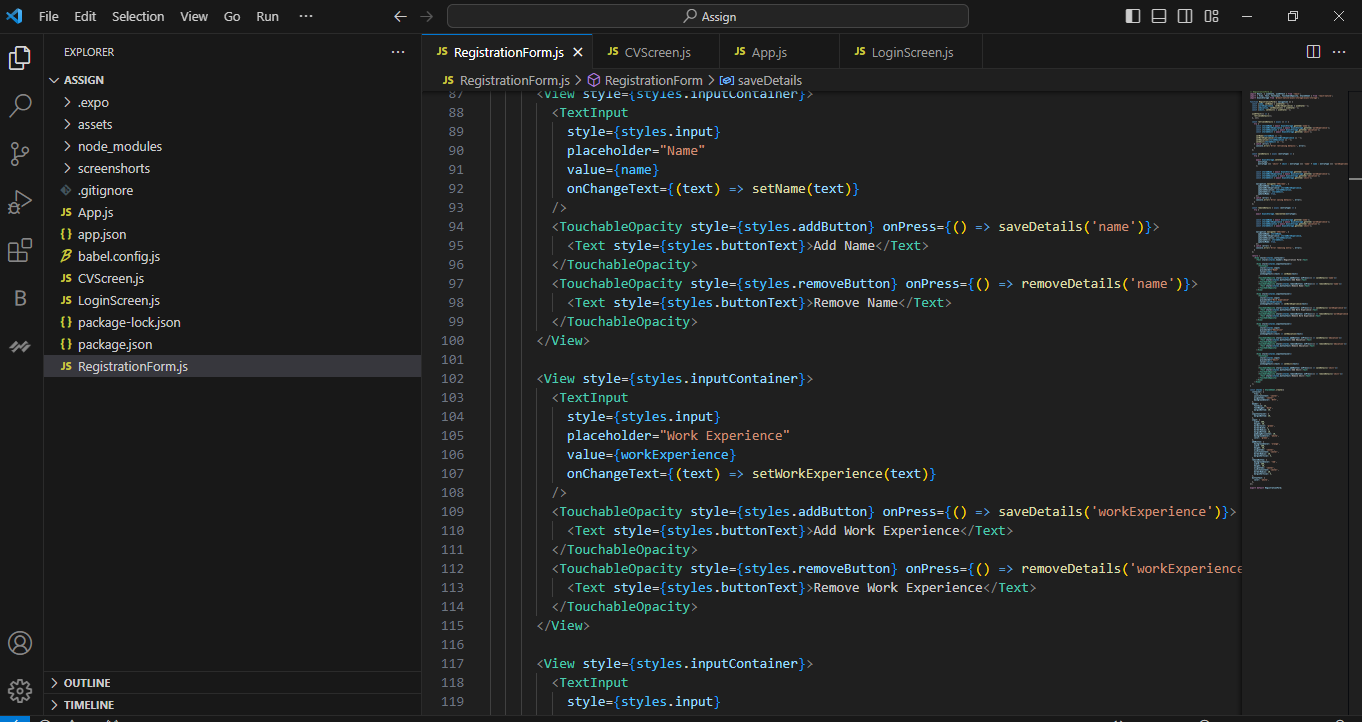 File Edit Selection View Go Run ··· Assign
EXPLORER ···
ASSIGN
.expo
assets
node_modules
screenshorts
.gitignore
JS App.js
{} app.json
babel.config.js
JS CVScreen.js
JS LoginScreen.js
{} package-lock.json
{} package.json
JS RegistrationForm.js
OUTLINE
TIMELINE
JS RegistrationForm.js JS CVScreen.js JS App.js JS LoginScreen.js
JS RegistrationForm.js > RegistrationForm > saveDetails
87 <View style={styles.inputContainer}>
88 <TextInput
89 style={styles.input}
90 placeholder="Name"
91 value={name}
92 onChangeText={(text) => setName(text)}
93 />
94 <TouchableOpacity style={styles.addButton} onPress={() => saveDetails('name')}>
95 <Text style={styles.buttonText}>Add Name</Text>
96 </TouchableOpacity>
97 <TouchableOpacity style={styles.removeButton} onPress={() => removeDetails('name')}>
98 <Text style={styles.buttonText}>Remove Name</Text>
99 </TouchableOpacity>
100 </View>
101
102 <View style={styles.inputContainer}>
103 <TextInput
104 style={styles.input}
105 placeholder="Work Experience"
106 value={workExperience}
107 onChangeText={(text) => setWorkExperience(text)}
108 />
109 <TouchableOpacity style={styles.addButton} onPress={() => saveDetails('workExperience')}>
110 <Text style={styles.buttonText}>Add Work Experience</Text>
111 </TouchableOpacity>
112 <TouchableOpacity style={styles.removeButton} onPress={() => removeDetails('workExperience
113 <Text style={styles.buttonText}>Remove Work Experience</Text>
114 </TouchableOpacity>
115 </View>
116
117 <View style={styles.inputContainer}>
118 <TextInput
119 style={styles.input}